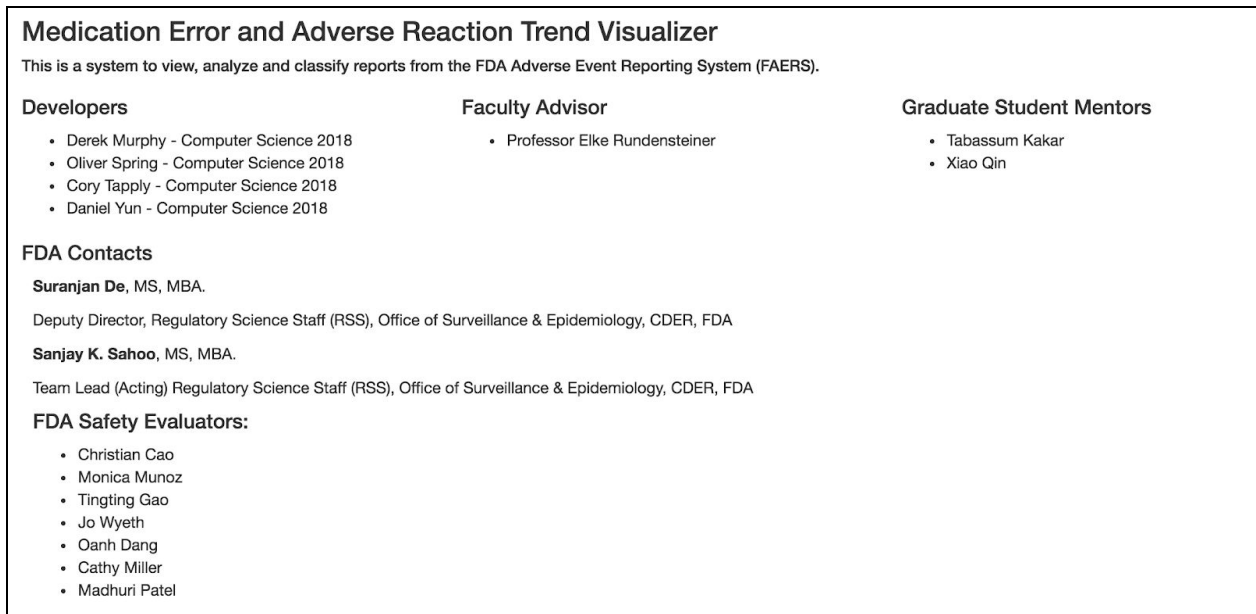 Medication Error and Adverse Reaction Trend Visualizer
This is a system to view, analyze and classify reports from the FDA Adverse Event Reporting System (FAERS).
Developers
• Derek Murphy - Computer Science 2018
• Oliver Spring - Computer Science 2018
• Cory Tapply - Computer Science 2018
• Daniel Yun - Computer Science 2018
Faculty Advisor
• Professor Elke Rundensteiner
Graduate Student Mentors
• Tabassum Kakar
• Xiao Qin
FDA Contacts
Suranjan De, MS, MBA.
Deputy Director, Regulatory Science Staff (RSS), Office of Surveillance & Epidemiology, CDER, FDA
Sanjay K. Sahoo, MS, MBA.
Team Lead (Acting) Regulatory Science Staff (RSS), Office of Surveillance & Epidemiology, CDER, FDA
FDA Safety Evaluators:
• Christian Cao
• Monica Munoz
• Tingting Gao
• Jo Wyeth
• Oanh Dang
• Cathy Miller
• Madhuri Patel